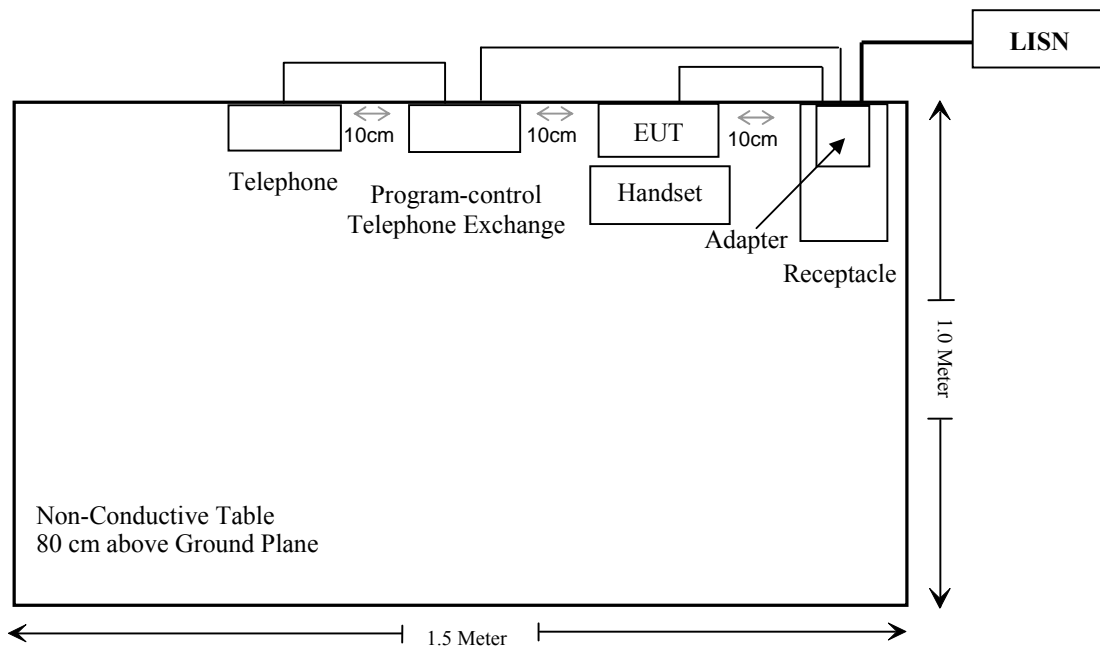 LISN
10cm
10cm
10cm
EUT
Telephone
Program-control
Telephone Exchange
Handset
Adapter
Receptacle
1.0 Meter
Non-Conductive Table
80 cm above Ground Plane
1.5 Meter